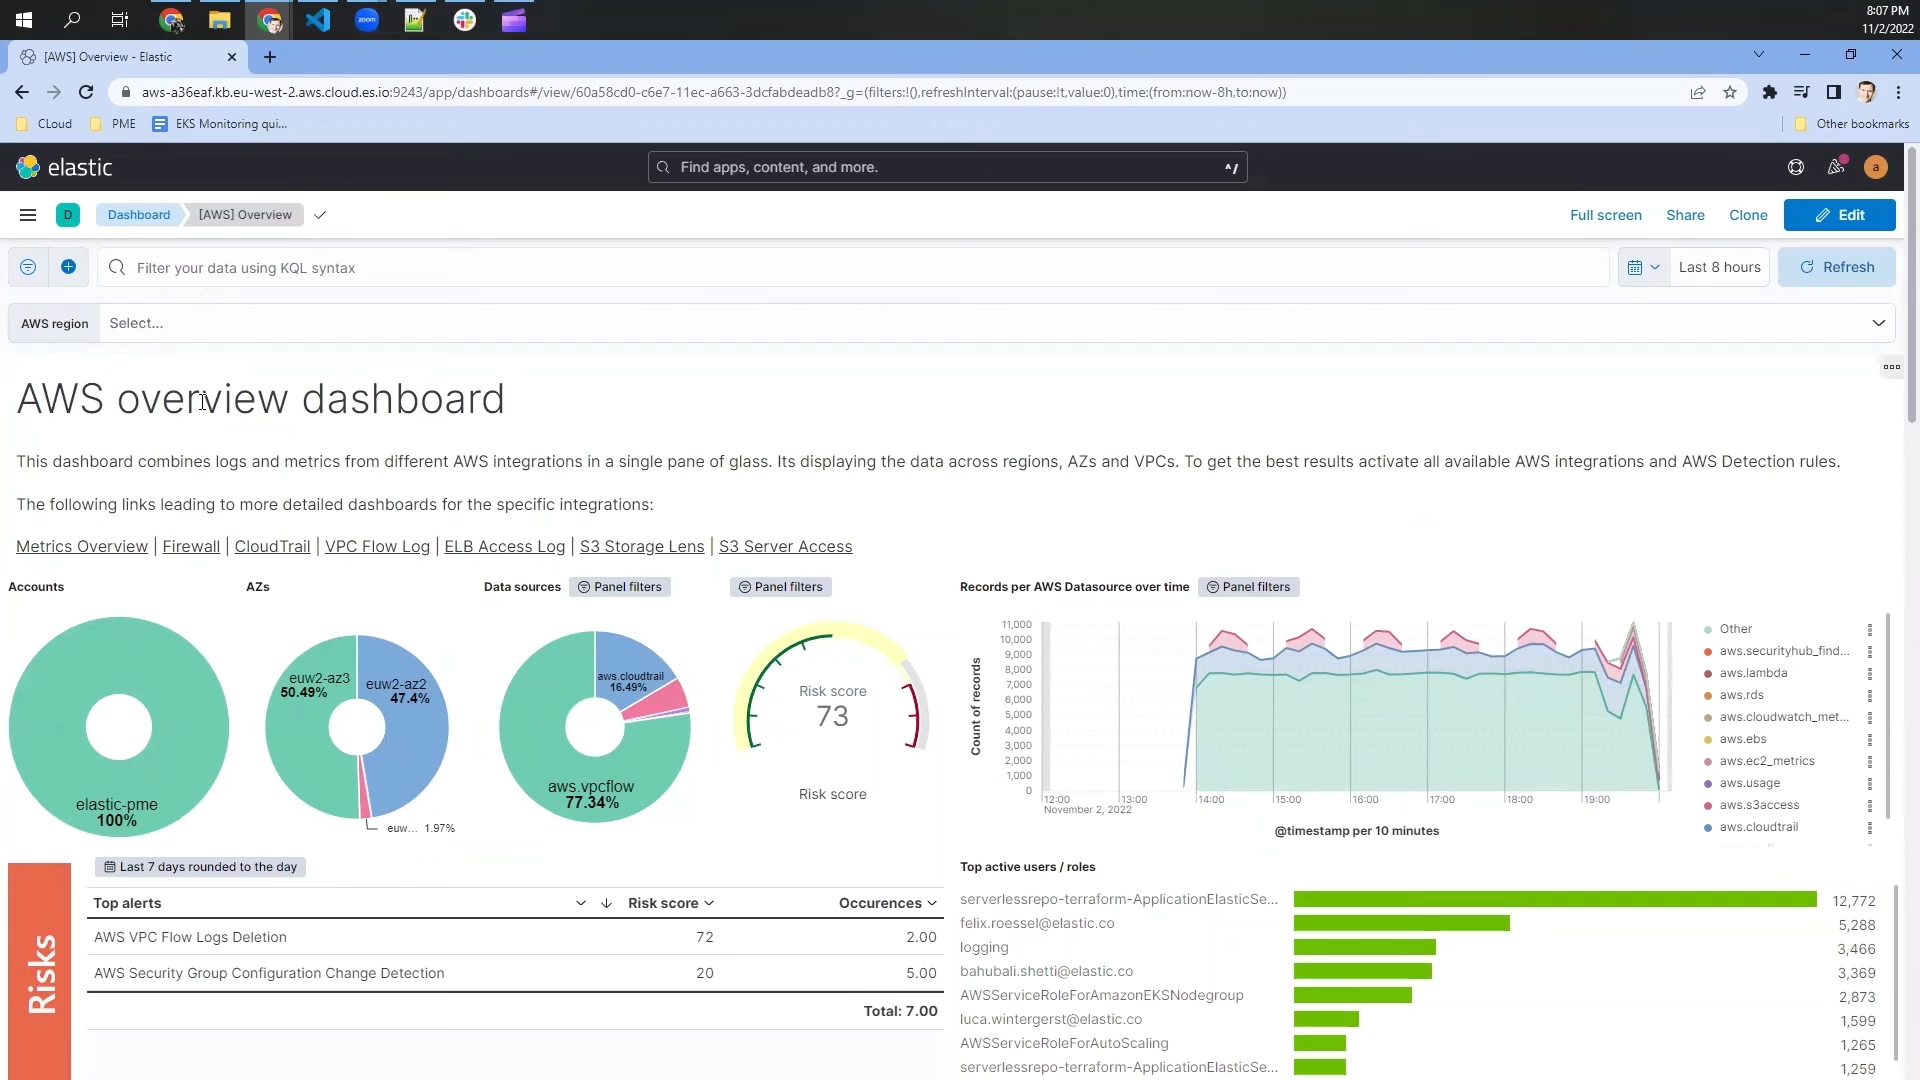 8:07 PM
11/2/2022
zoom
[AWS] Overview - Elastic
aws-a36eaf.kb.eu-west-2.aws.cloud.es.io:9243/app/dashboards#/view/60a58cd0-c6e7-11ec-a663-3dcfabdeadb8?_g=(filters:!(),refreshInterval:(pause:!t,value:0),time:(from:now-8h,to:now))
CLoud
PME
EKS Monitoring qui...
Other bookmarks
elastic
Find apps, content, and more.
^/
a
D
Dashboard
[AWS] Overview
Full screen
Share
Clone
Edit
Filter your data using KQL syntax
Last 8 hours
Refresh
AWS region
Select...
AWS overview dashboard
This dashboard combines logs and metrics from different AWS integrations in a single pane of glass. Its displaying the data across regions, AZs and VPCs. To get the best results activate all available AWS integrations and AWS Detection rules.
The following links leading to more detailed dashboards for the specific integrations:
Metrics Overview | Firewall | CloudTrail | VPC Flow Log | ELB Access Log | S3 Storage Lens | S3 Server Access
Accounts
elastic-pme
100%
AZs
euw2-az3
50.49%
euw2-az2
47.4%
euw... 1.97%
Data sources
Panel filters
aws.cloudtrail
16.49%
aws.vpcflow
77.34%
Panel filters
Risk score
73
Risk score
Records per AWS Datasource over time
Panel filters
Count of records
11,000
10,000
9,000
8,000
7,000
6,000
5,000
4,000
3,000
2,000
1,000
0
12:00
13:00
14:00
15:00
16:00
17:00
18:00
19:00
November 2, 2022
@timestamp per 10 minutes
Other
aws.securityhub_find...
aws.lambda
aws.rds
aws.cloudwatch_met...
aws.ebs
aws.ec2_metrics
aws.usage
aws.s3access
aws.cloudtrail
Risks
Last 7 days rounded to the day
Top alerts Risk score Occurences
AWS VPC Flow Logs Deletion 72 2.00
AWS Security Group Configuration Change Detection 20 5.00
Total: 7.00
Top active users / roles
serverlessrepo-terraform-ApplicationElasticSe... 12,772
felix.roessel@elastic.co 5,288
logging 3,466
bahubali.shetti@elastic.co 3,369
AWSServiceRoleForAmazonEKSNodegroup 2,873
luca.wintergerst@elastic.co 1,599
AWSServiceRoleForAutoScaling 1,265
serverlessrepo-terraform-ApplicationElasticSe... 1,259